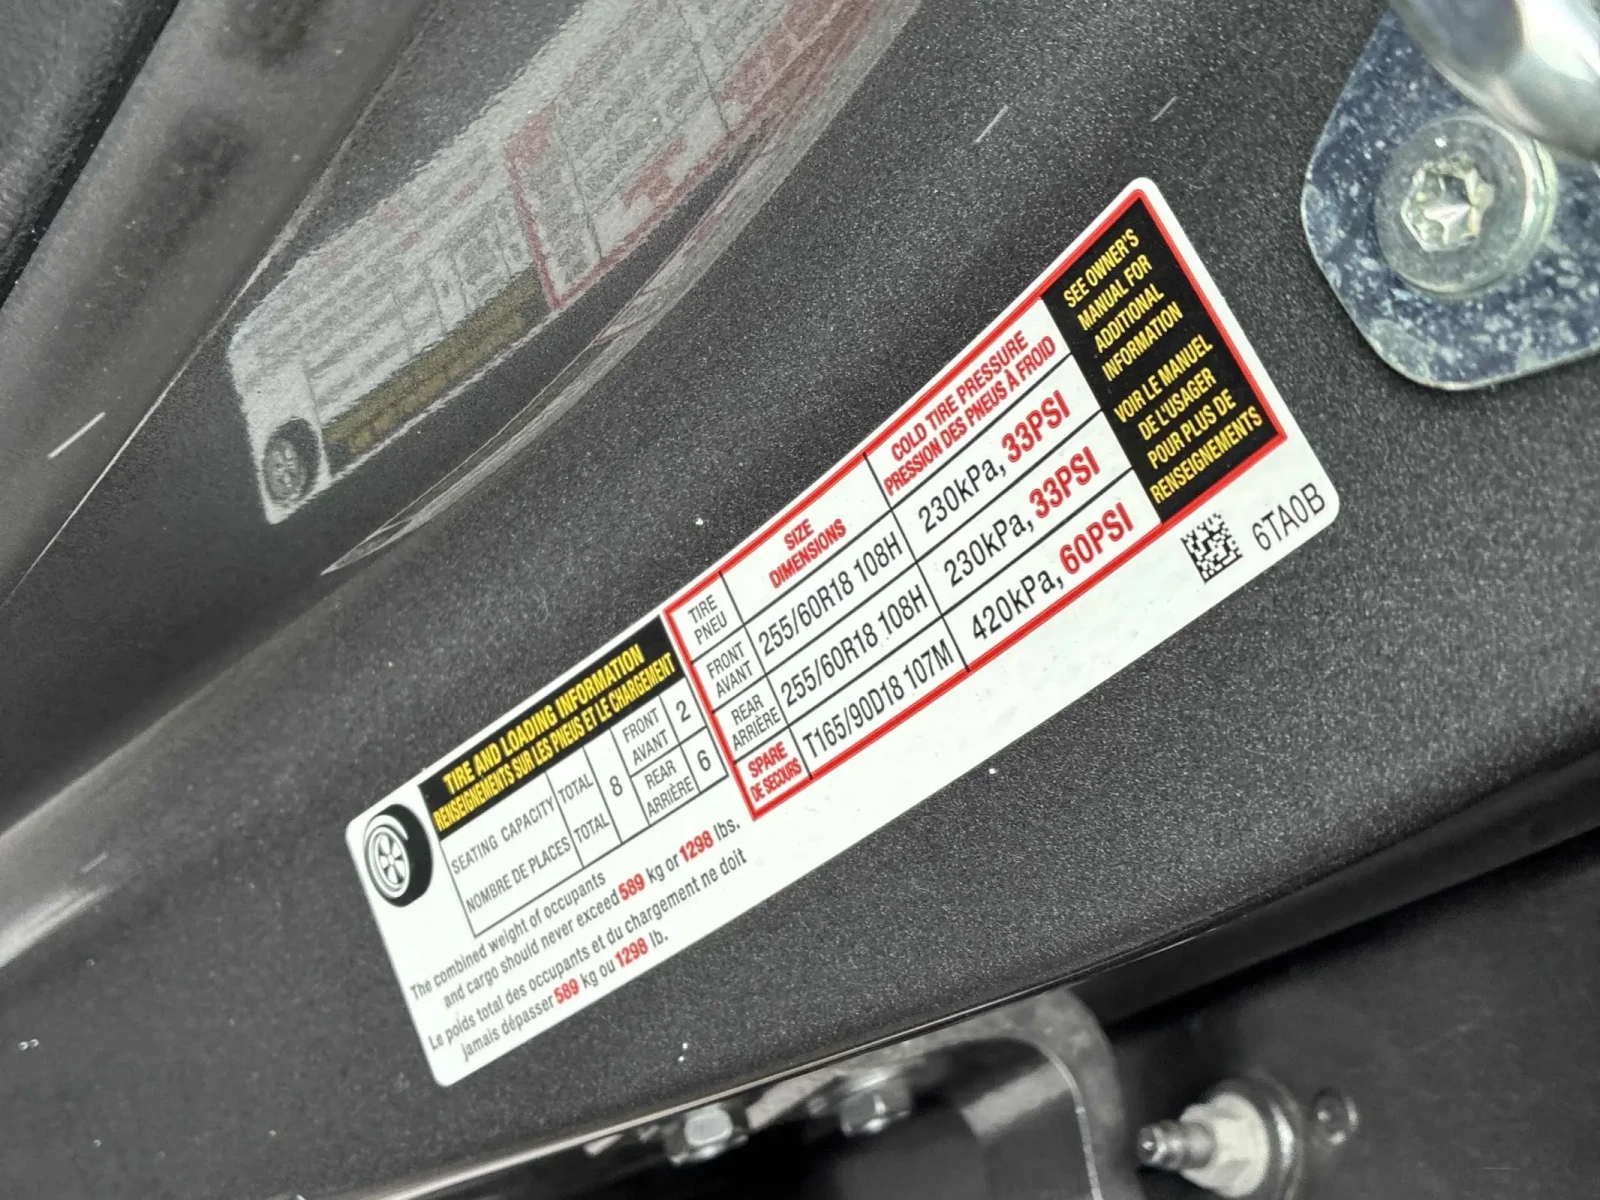 TIRE AND LOADING INFORMATION
RENSEIGNEMENTS SUR LES PNEUS ET LE CHARGEMENT
SEATING CAPACITY
NOMBRE DE PLACES
TOTAL
TOTAL
8
FRONT
AVANT
2
REAR
ARRIÈRE
6
The combined weight of occupants
and cargo should never exceed 589 kg or 1298 lbs.
Le poids total des occupants et du chargement ne doit
jamais dépasser 589 kg ou 1298 lb.
TIRE
PNEU
SIZE
DIMENSIONS
COLD TIRE PRESSURE
PRESSION DES PNEUS À FROID
FRONT
AVANT
255/60R18 108H
230kPa, 33PSI
REAR
ARRIÈRE
255/60R18 108H
230kPa, 33PSI
SPARE
DE SECOURS
T165/90D18 107M
420kPa, 60PSI
SEE OWNER'S
MANUAL FOR
ADDITIONAL
INFORMATION
VOIR LE MANUEL
DE L'USAGER
POUR PLUS DE
RENSEIGNEMENTS
6TA0B